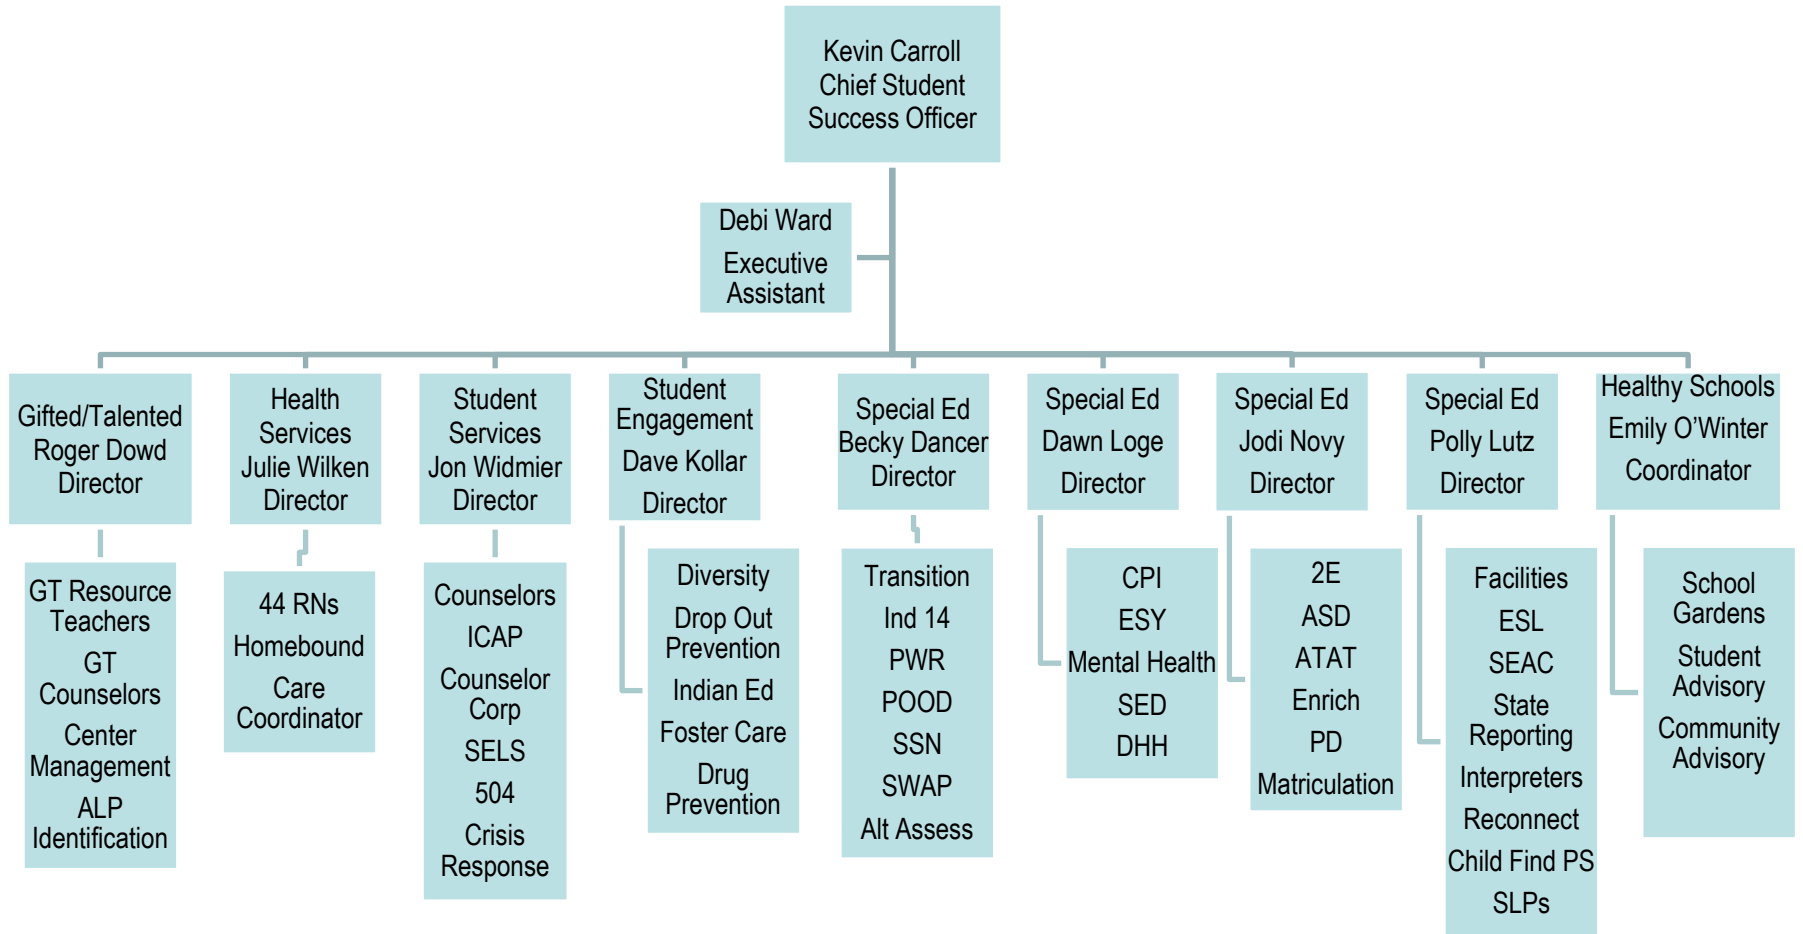 Kevin Carroll
Chief Student
Success Officer
Debi Ward
Executive
Assistant
Gifted/Talented
Roger Dowd
Director
Health
Services
Julie Wilken
Director
Student
Services
Jon Widmier
Director
Student
Engagement
Dave Kollar
Director
Special Ed
Becky Dancer
Director
Special Ed
Dawn Loge
Director
Special Ed
Jodi Novy
Director
Special Ed
Polly Lutz
Director
Healthy Schools
Emily O’Winter
Coordinator
GT Resource
Teachers
GT
Counselors
Center
Management
ALP
Identification
44 RNs
Homebound
Care
Coordinator
Counselors
ICAP
Counselor
Corp
SELS
504
Crisis
Response
Diversity
Drop Out
Prevention
Indian Ed
Foster Care
Drug
Prevention
Transition
Ind 14
PWR
POOD
SSN
SWAP
Alt Assess
CPI
ESY
Mental Health
SED
DHH
2E
ASD
ATAT
Enrich
PD
Matriculation
Facilities
ESL
SEAC
State
Reporting
Interpreters
Reconnect
Child Find PS
SLPs
School
Gardens
Student
Advisory
Community
Advisory